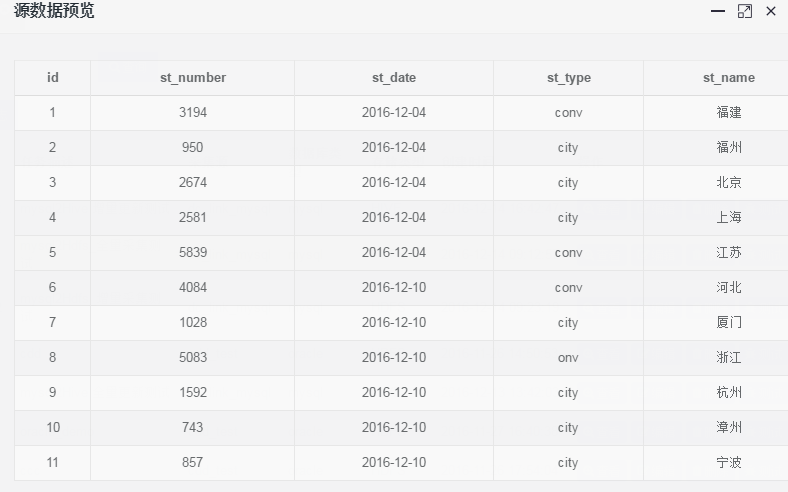 源数据预览
id st_number st_date st_type st_name
1 3194 2016-12-04 conv 福建
2 950 2016-12-04 city 福州
3 2674 2016-12-04 city 北京
4 2581 2016-12-04 city 上海
5 5839 2016-12-04 conv 江苏
6 4084 2016-12-10 conv 河北
7 1028 2016-12-10 city 厦门
8 5083 2016-12-10 onv 浙江
9 1592 2016-12-10 city 杭州
10 743 2016-12-10 city 漳州
11 857 2016-12-10 city 宁波